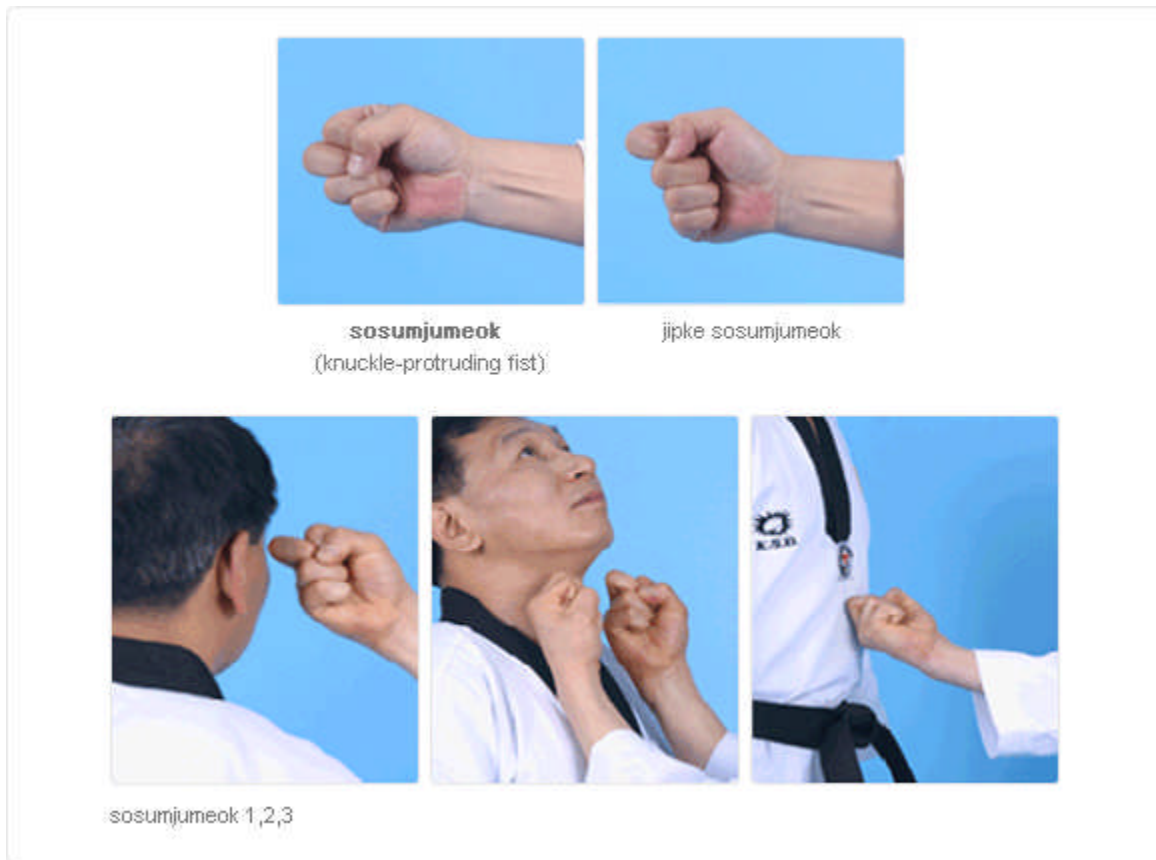 sosumjumeok
(knuckle-protruding fist)
jipke sosumjumeok
K.S.D.
sosumjumeok 1,2,3